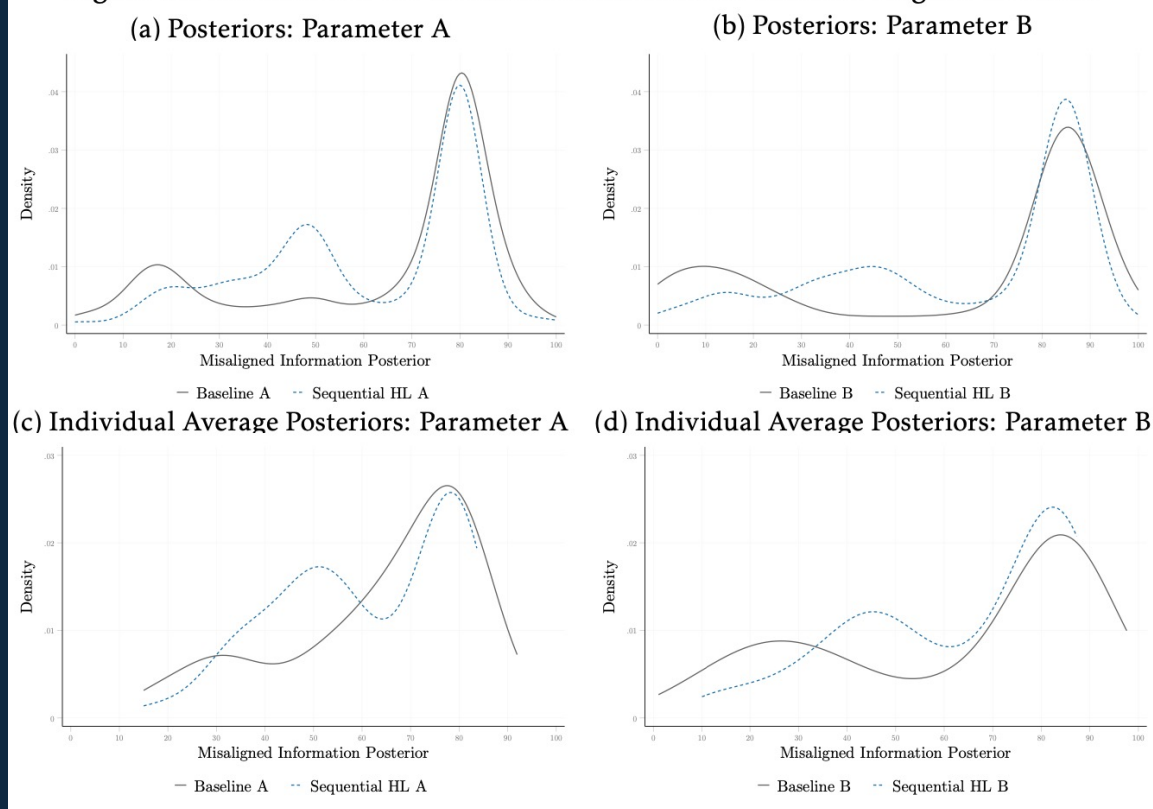 (a) Posteriors: Parameter A
.04
.03
.02
.01
0
Density
0 10 20 30 40 50 60 70 80 90 100
Misaligned Information Posterior
Baseline A Sequential HL A
(b) Posteriors: Parameter B
.04
.03
.02
.01
0
Density
0 10 20 30 40 50 60 70 80 90 100
Misaligned Information Posterior
Baseline B Sequential HL B
(c) Individual Average Posteriors: Parameter A
.03
.02
.01
0
Density
0 10 20 30 40 50 60 70 80 90 100
Misaligned Information Posterior
Baseline A Sequential HL A
(d) Individual Average Posteriors: Parameter B
.03
.02
.01
0
Density
0 10 20 30 40 50 60 70 80 90 100
Misaligned Information Posterior
Baseline B Sequential HL B